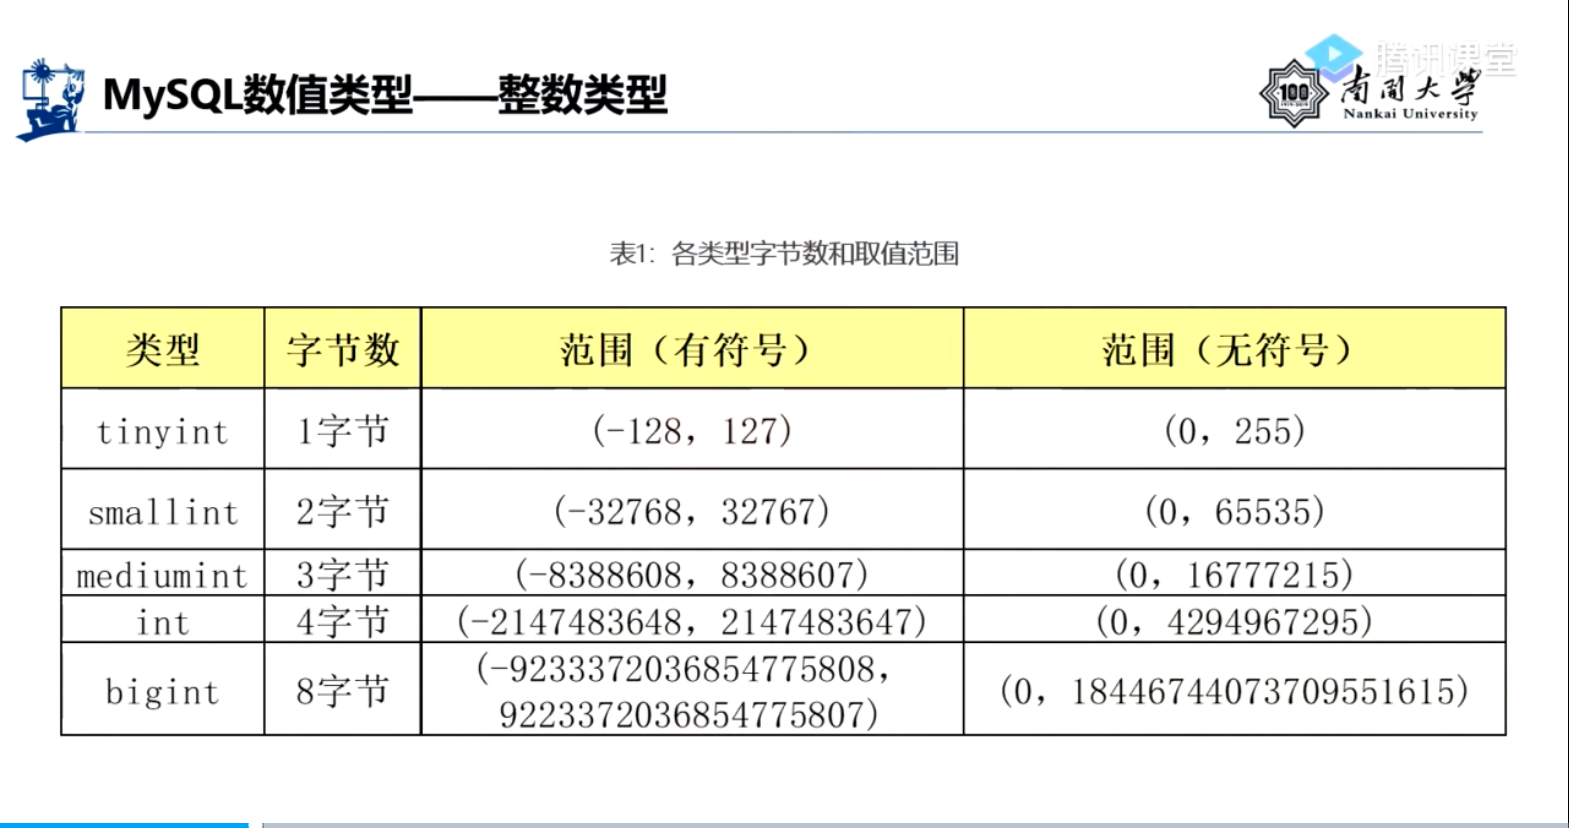 MySQL数值类型——整数类型
腾讯课堂
100
南開大學
Nankai University
表1: 各类型字节数和取值范围
类型 字节数 范围（有符号） 范围（无符号）
tinyint 1字节 (-128, 127) (0, 255)
smallint 2字节 (-32768, 32767) (0, 65535)
mediumint 3字节 (-8388608, 8388607) (0, 16777215)
int 4字节 (-2147483648, 2147483647) (0, 4294967295)
bigint 8字节 (-9233372036854775808, 9223372036854775807) (0, 18446744073709551615)